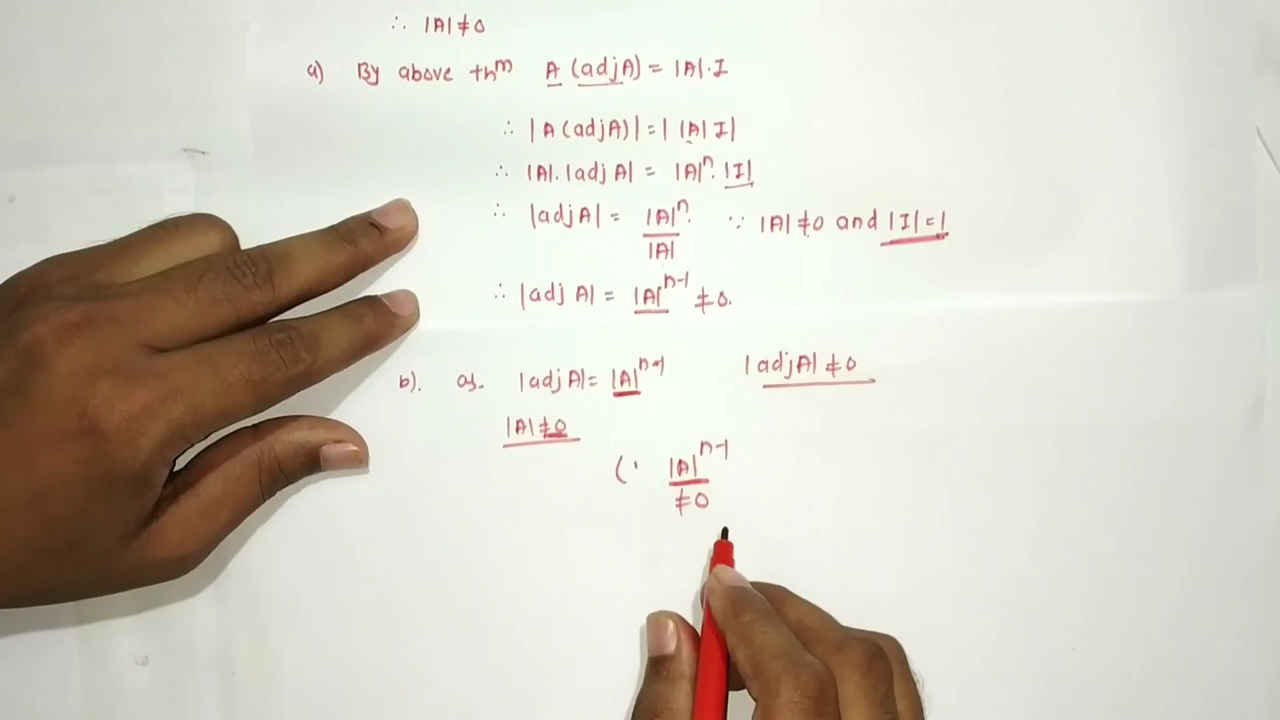 ∴ |A| ≠ 0
a) By above thᵐ A (adjA) = |A|·I
∴ |A (adjA)| = | |A| I|
∴ |A|·|adj A| = |A|ⁿ·|I|
∴ |adjA| = |A|ⁿ/|A| ∵ |A| ≠ 0 and |I| = 1
∴ |adj A| = |A|ⁿ⁻¹ ≠ 0.
b). as |adjA| = |A|ⁿ⁻¹ |adjA| ≠ 0
|A| ≠ 0
(· |A|ⁿ⁻¹
≠ 0